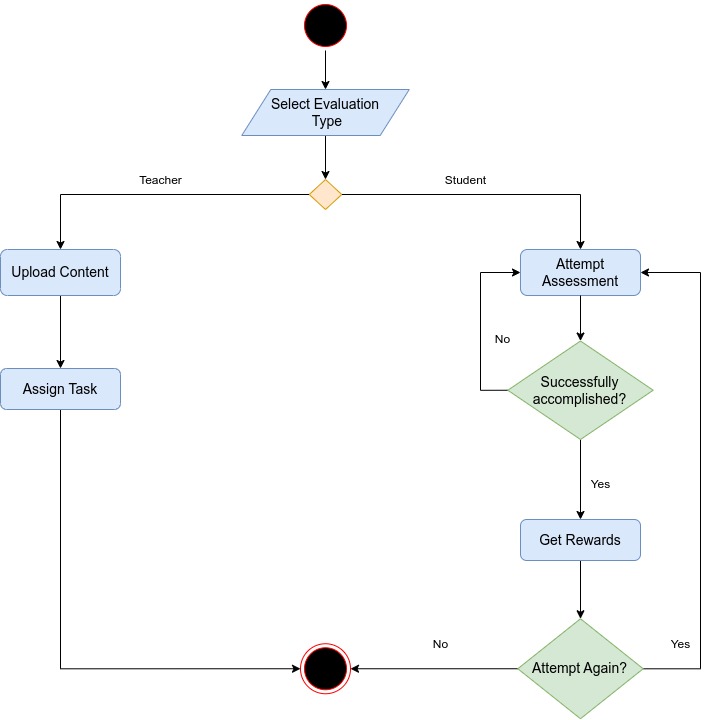 Select Evaluation
Type
Teacher
Student
Upload Content
Attempt
Assessment
No
Assign Task
Successfully
accomplished?
Yes
Get Rewards
No
Attempt Again?
Yes